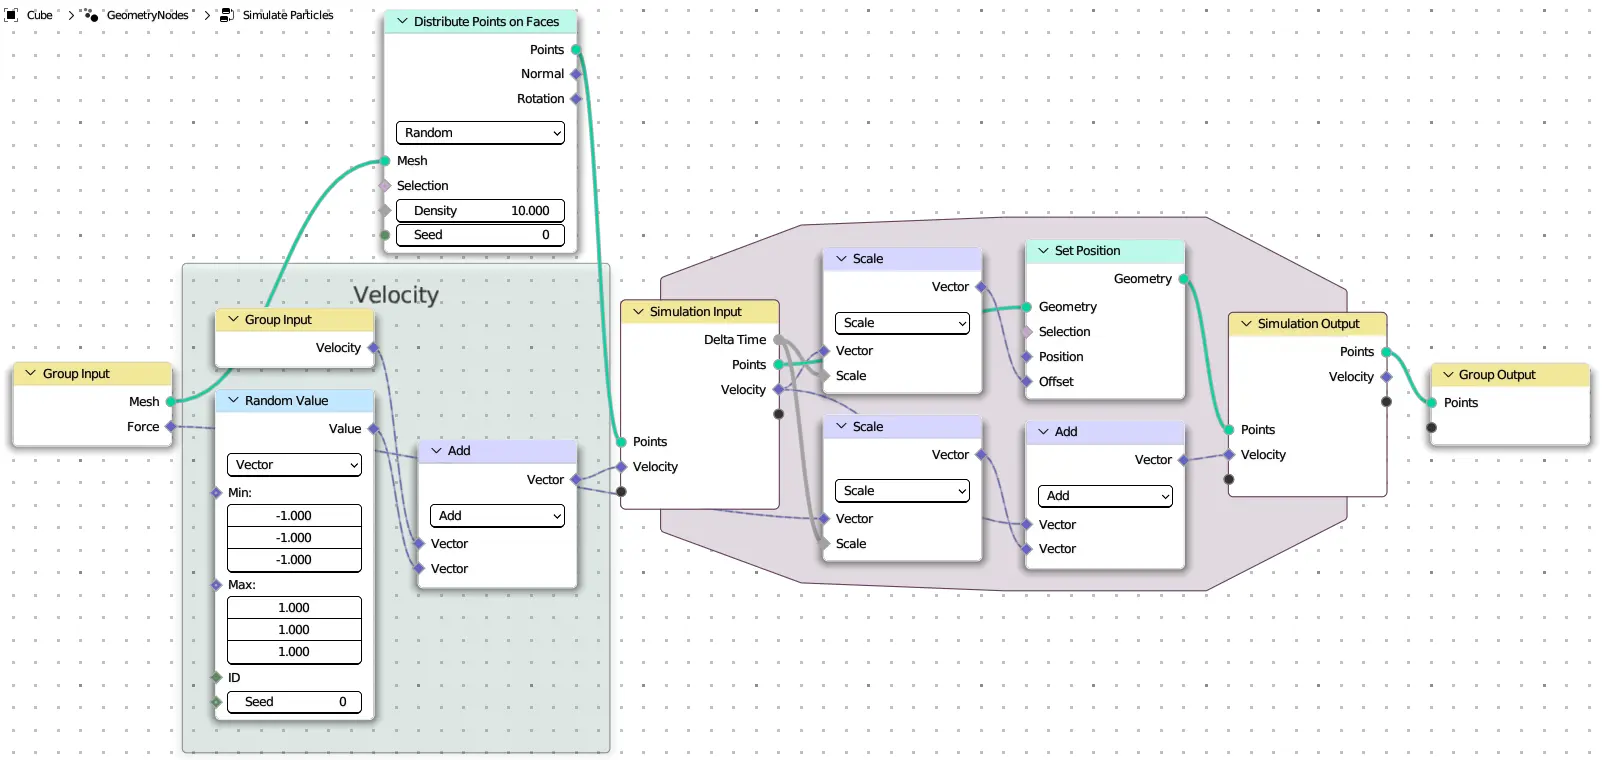 Cube > GeometryNodes > Simulate Particles
Distribute Points on Faces
Points
Normal
Rotation
Random
Mesh
Selection
Density 10.000
Seed 0
Velocity
Group Input
Velocity
Group Input
Mesh
Force
Random Value
Value
Vector
Min:
-1.000
-1.000
-1.000
Max:
1.000
1.000
1.000
ID
Seed 0
Add
Vector
Add
Vector
Vector
Simulation Input
Delta Time
Points
Velocity
Points
Velocity
Scale
Vector
Scale
Vector
Scale
Scale
Vector
Scale
Vector
Scale
Set Position
Geometry
Geometry
Selection
Position
Offset
Add
Vector
Add
Vector
Vector
Simulation Output
Points
Velocity
Points
Velocity
Group Output
Points